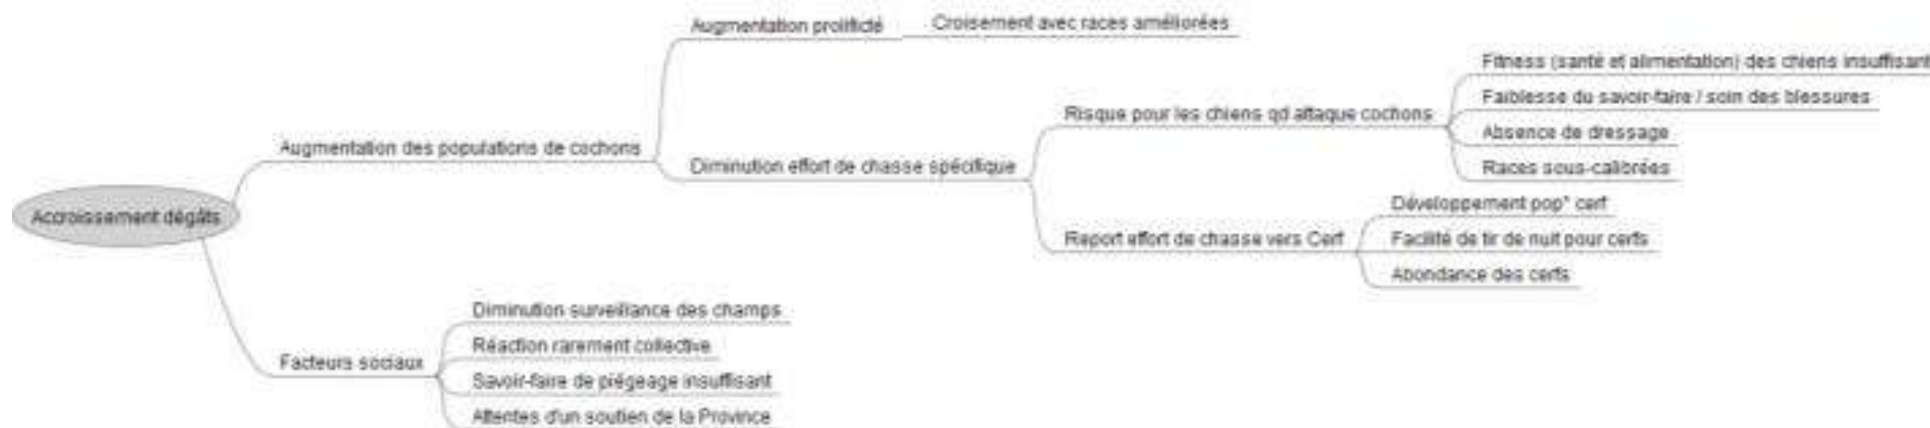 Augmentation prolificté
Croisement avec races améliorées
Fitness (santé et alimentation) des chiens insuffisant
Faiblesse du savoir-faire / soin des blessures
Risque pour les chiens qd attaque cochons
Absence de dressage
Augmentation des populations de cochons
Diminution effort de chasse spécifique
Races sous-calibrées
Accroissement dégâts
Développement pop° cerf
Report effort de chasse vers Cerf
Facilité de tir de nuit pour cerfs
Abondance des cerfs
Diminution surveillance des champs
Réaction rarement collective
Facteurs sociaux
Savoir-faire de piégeage insuffisant
Attentes d'un soutien de la Province